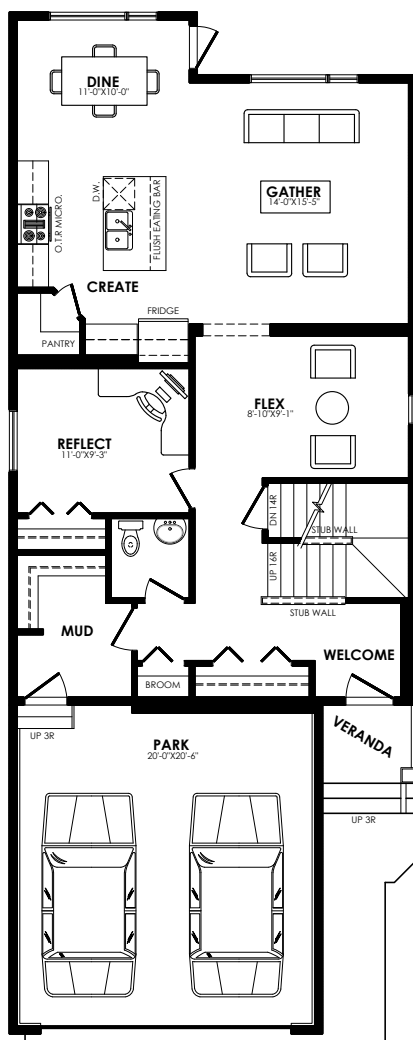 DINE
11'-0"X10'-0"
GATHER
14'-0"X15'-5"
O.T.R MICRO.
D.W.
FLUSH EATING BAR
CREATE
FRIDGE
PANTRY
FLEX
8'-10"X9'-1"
REFLECT
11'-0"X9'-3"
DN 14R
STUB WALL
UP 16R
STUB WALL
MUD
WELCOME
BROOM
VERANDA
UP 3R
PARK
20'-0"X20'-6"
UP 3R